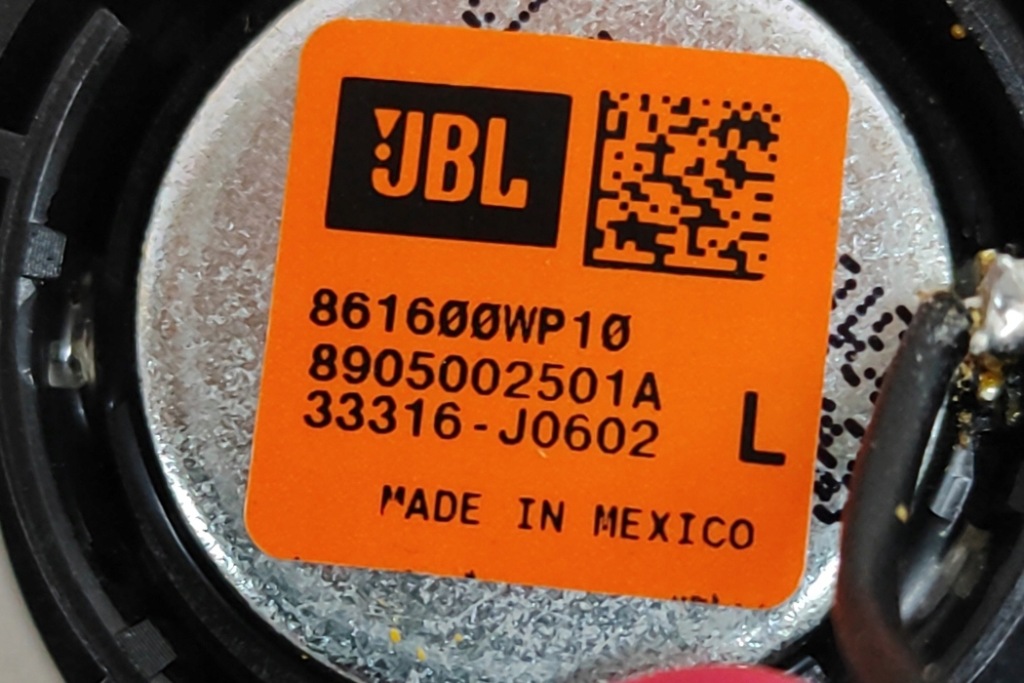 JBL
861600WP10
8905002501A
33316-J0602
L
MADE IN MEXICO